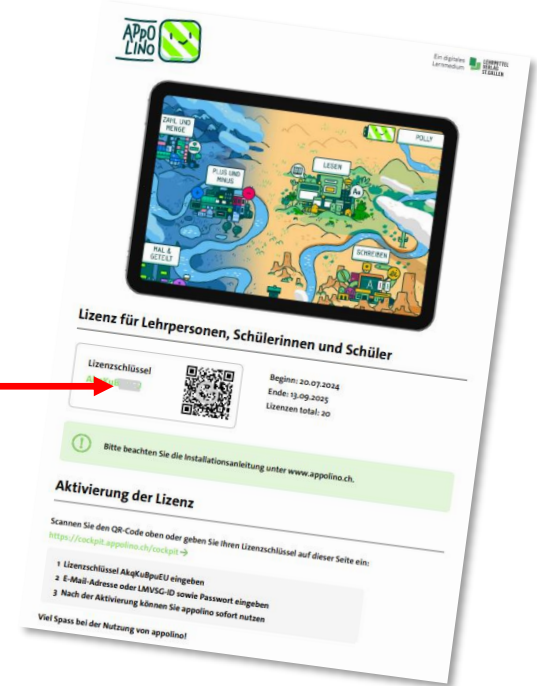 APPO
LINO
Ein digitales
Lernmedium
LEHRMITTEL
VERLAG
ST.GALLEN
POLLY
ZAHL UND
MENGE
PLUS UND
MINUS
LESEN
Aa
MAL &
GETEILT
SCHREIBEN
A
Lizenz für Lehrpersonen, Schülerinnen und Schüler
Lizenzschlüssel
Beginn: 20.07.2024
Ende: 13.09.2025
Lizenzen total: 20
Bitte beachten Sie die Installationsanleitung unter www.appolino.ch.
Aktivierung der Lizenz
Scannen Sie den QR-Code oben oder geben Sie Ihren Lizenzschlüssel auf dieser Seite ein:
https://cockpit.appolino.ch/cockpit →
1 Lizenzschlüssel AkqKuBpuEU eingeben
2 E-Mail-Adresse oder LMVSG-ID sowie Passwort eingeben
3 Nach der Aktivierung können Sie appolino sofort nutzen
Viel Spass bei der Nutzung von appolino!